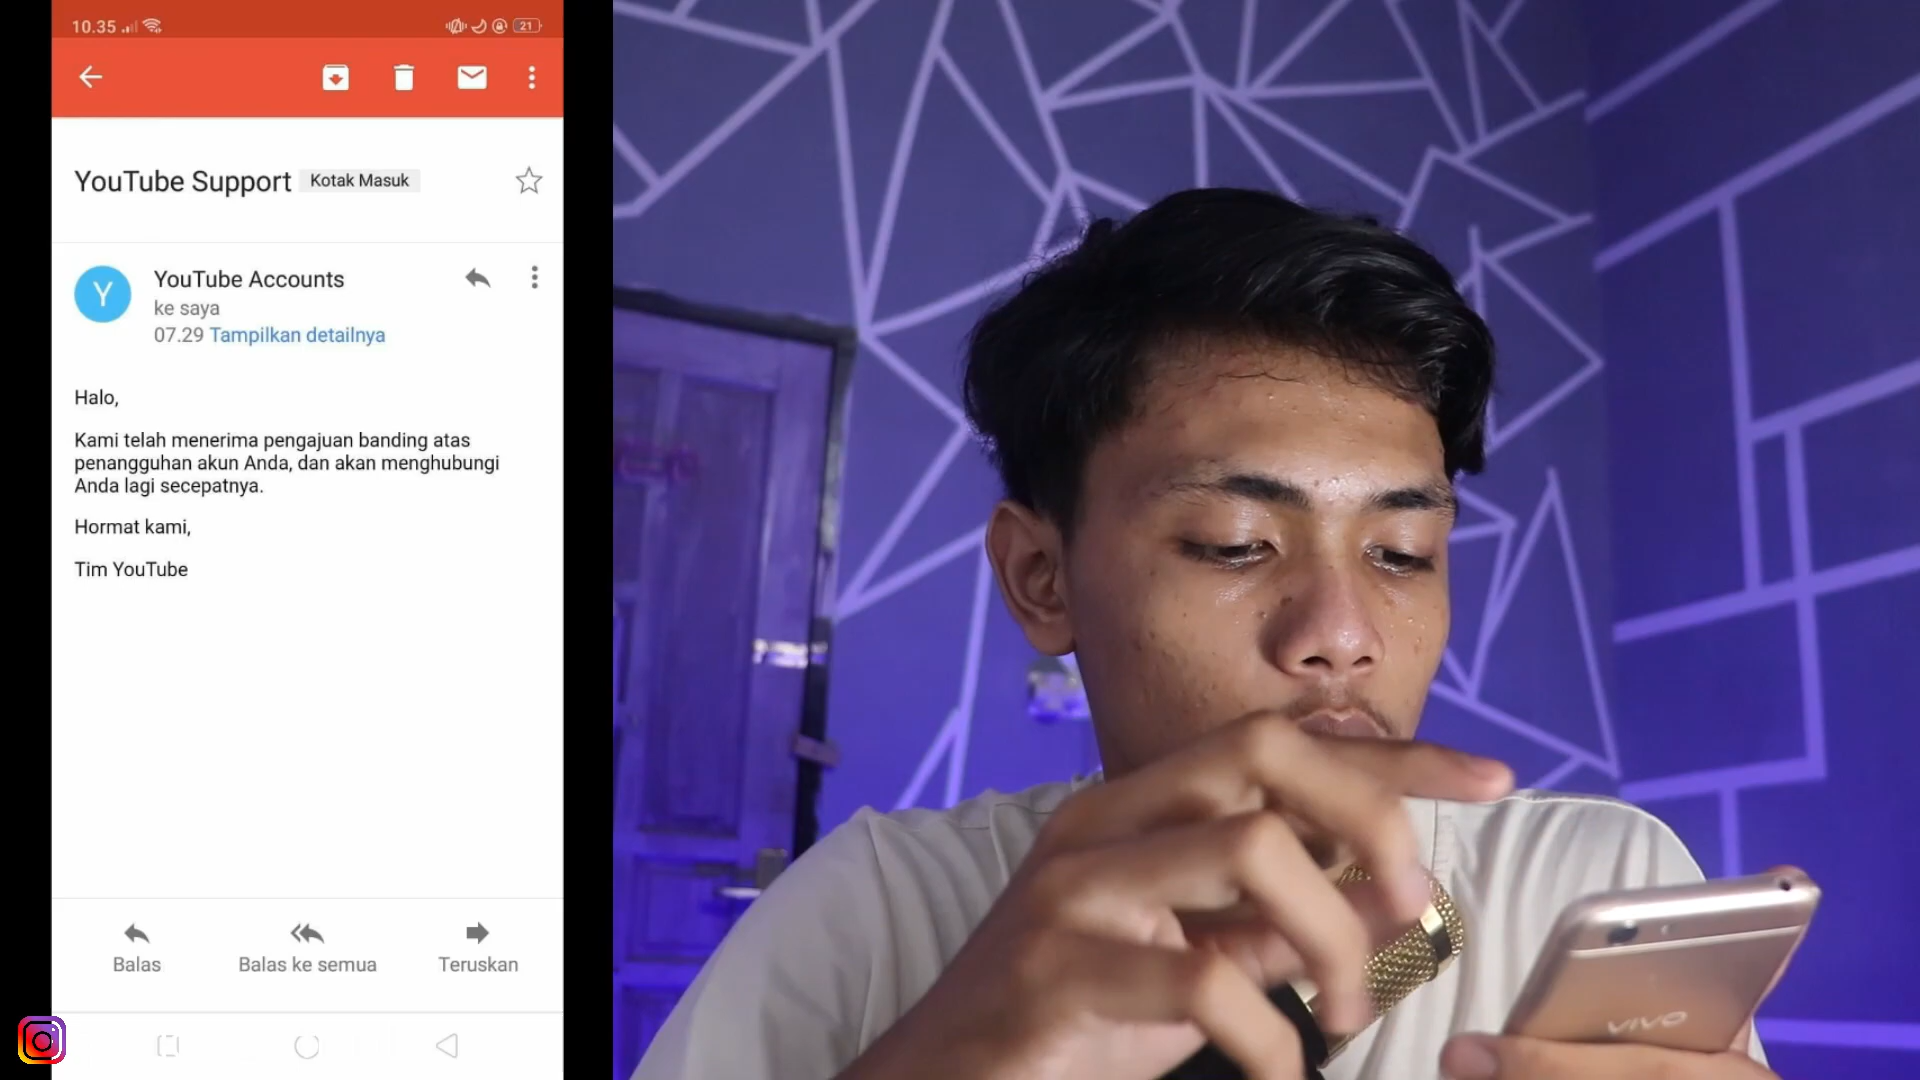 10.35
21
YouTube Support Kotak Masuk
Y
YouTube Accounts
ke saya
07.29 Tampilkan detailnya
Halo,
Kami telah menerima pengajuan banding atas
penangguhan akun Anda, dan akan menghubungi
Anda lagi secepatnya.
Hormat kami,
Tim YouTube
Balas
Balas ke semua
Teruskan
vivo